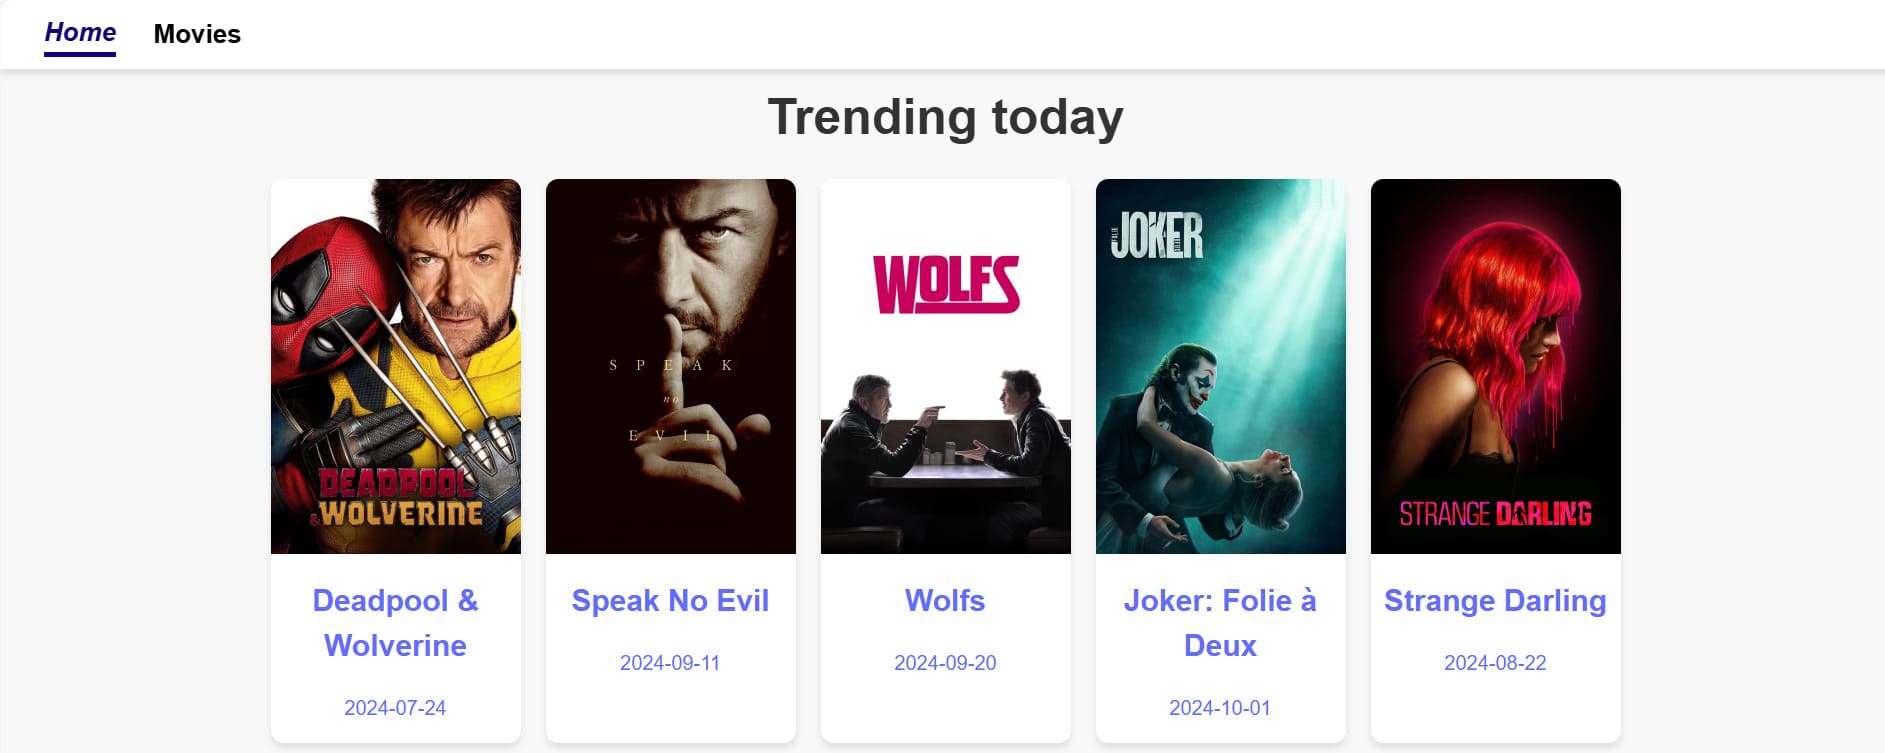 Home Movies
Trending today
DEADPOOL
& WOLVERINE
SPEAK
no
EVIL
WOLFS
JOKER
FOLIE
À DEUX
STRANGE DARLING
Deadpool &
Wolverine
2024-07-24
Speak No Evil
2024-09-11
Wolfs
2024-09-20
Joker: Folie à
Deux
2024-10-01
Strange Darling
2024-08-22